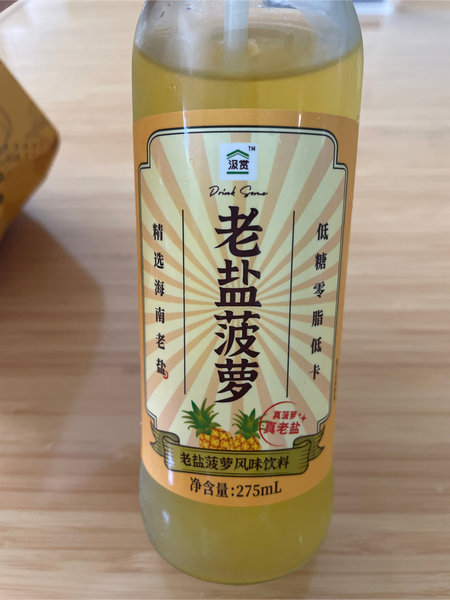 汲赏 TM
Drink Some
老盐菠萝
精选海南老盐
低糖零脂低卡
真菠萝
真老盐
老盐菠萝风味饮料
净含量:275mL